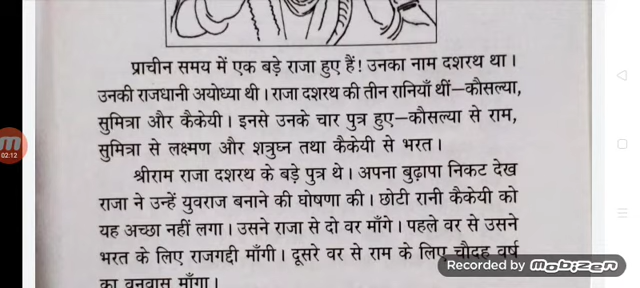 प्राचीन समय में एक बड़े राजा हुए हैं! उनका नाम दशरथ था।
उनकी राजधानी अयोध्या थी। राजा दशरथ की तीन रानियाँ थीं—कौसल्या,
सुमित्रा और कैकेयी। इनसे उनके चार पुत्र हुए—कौसल्या से राम,
सुमित्रा से लक्ष्मण और शत्रुघ्न तथा कैकेयी से भरत।
श्रीराम राजा दशरथ के बड़े पुत्र थे। अपना बुढ़ापा निकट देख
राजा ने उन्हें युवराज बनाने की घोषणा की। छोटी रानी कैकेयी को
यह अच्छा नहीं लगा। उसने राजा से दो वर माँगे। पहले वर से उसने
भरत के लिए राजगद्दी माँगी। दूसरे वर से राम के लिए चौदह वर्ष
का वनवास माँगा।
02:12
Recorded by mobizen